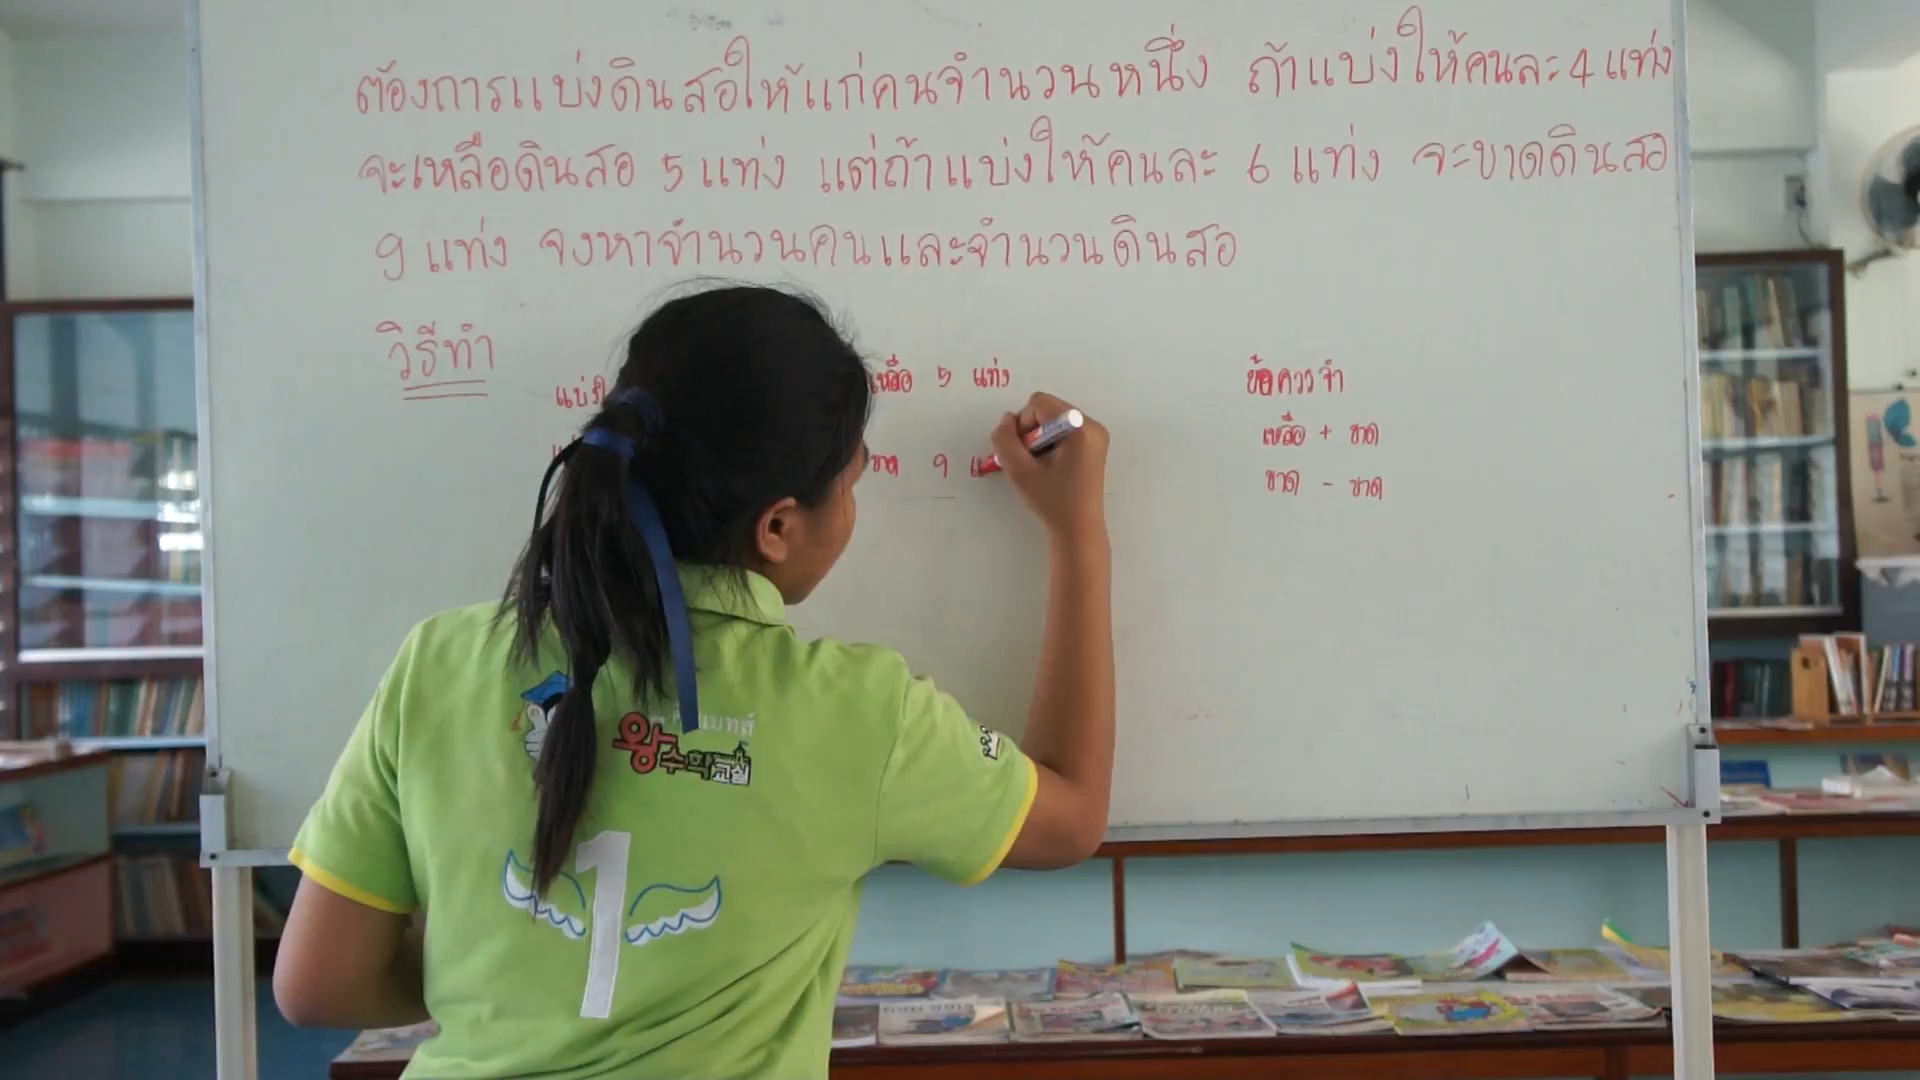 ต้องการแบ่งดินสอให้แก่คนจำนวนหนึ่ง ถ้าแบ่งให้คนละ 4 แท่ง
จะเหลือดินสอ 5 แท่ง แต่ถ้าแบ่งให้คนละ 6 แท่ง จะขาดดินสอ
9 แท่ง จงหาจำนวนคนและจำนวนดินสอ
วิธีทำ
เหลือ 5 แท่ง
ขาด 9
ข้อควรจำ
เหลือ + ขาด
ขาด - ขาด
왕수학교실
1